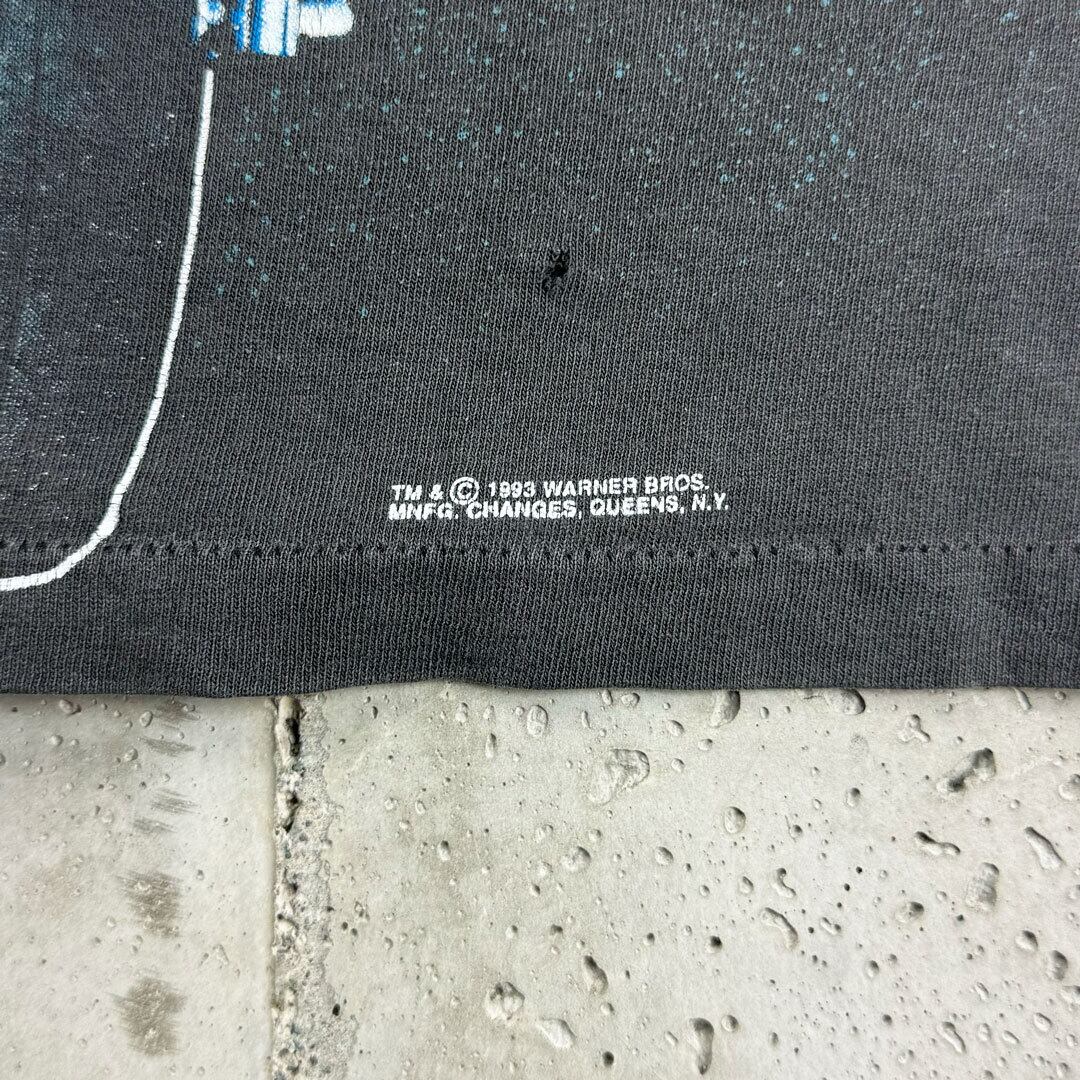 TM & © 1993 WARNER BROS.
MNFG. CHANGES, QUEENS, N.Y.